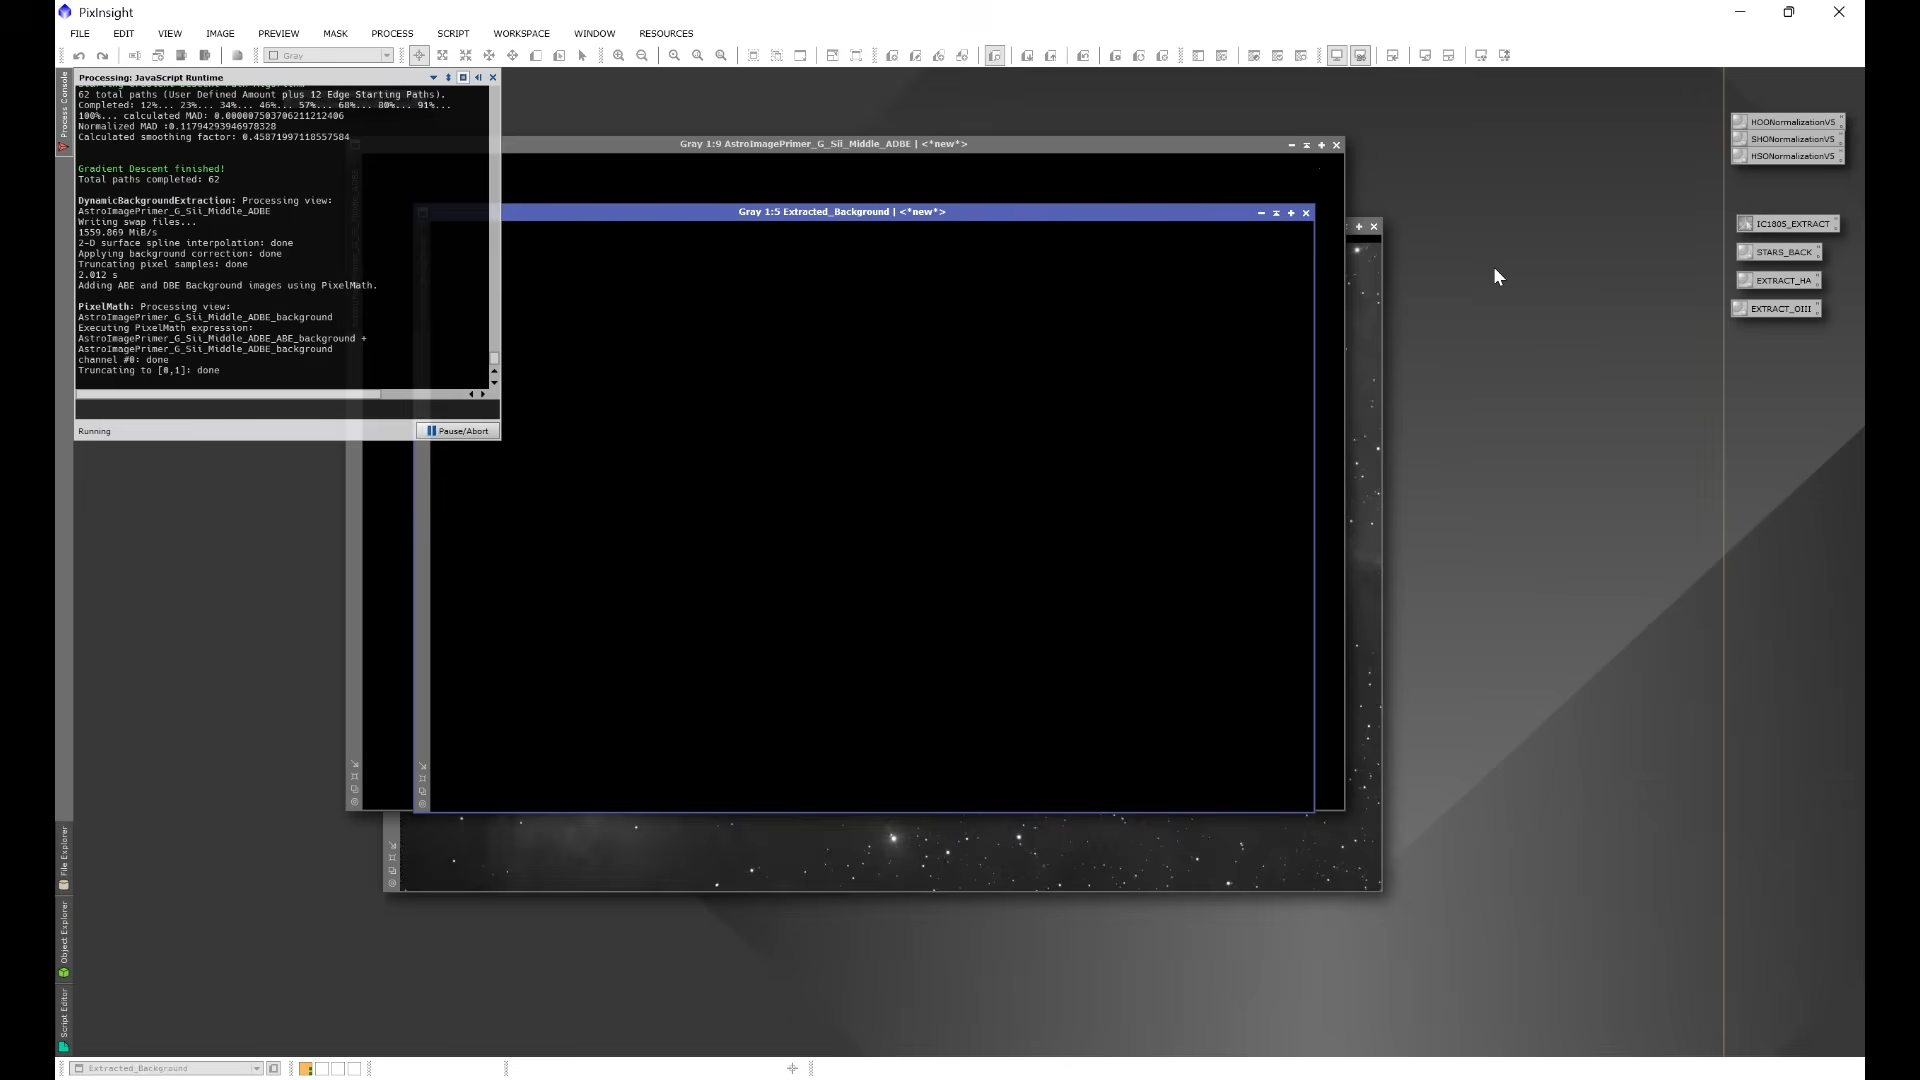 PixInsight
FILE EDIT VIEW IMAGE PREVIEW PROCESS MASK SCRIPT WORKSPACE WINDOW RESOURCES
Gray
Processing: JavaScript Runtime
62 total paths (User Defined Amount plus 12 Edge Starting Paths).
Completed: 12%... 23%... 34%... 46%... 57%... 68%... 80%... 91%...
100%... calculated MAD: 0.000007503706211212406
Normalized MAD :0.11794293946978328
Calculated smoothing factor: 0.45871997118557584
Gradient Descent finished!
Total paths completed: 62
DynamicBackgroundExtraction: Processing view:
AstroImagePrimer_G_Sii_Middle_ADBE
Writing swap files...
1559.869 MiB/s
2-D surface spline interpolation: done
Applying background correction: done
Truncating pixel samples: done
2.012 s
Adding ABE and DBE Background images using PixelMath.
PixelMath: Processing view:
AstroImagePrimer_G_Sii_Middle_ADBE_background
Executing PixelMath expression:
AstroImagePrimer_G_Sii_Middle_ADBE_ABE_background +
AstroImagePrimer_G_Sii_Middle_ADBE_background
channel #0: done
Truncating to [0,1]: done
Running
Pause/Abort
Gray 1:9 AstroImagePrimer_G_Sii_Middle_ADBE | <*new*>
Gray 1:5 Extracted_Background | <*new*>
HOONormalizationV5
SHONormalizationV5
HSONormalizationV5
IC1805_EXTRACT
STARS_BACK
EXTRACT_HA
EXTRACT_OIII
Process Console
File Explorer
Object Explorer
Script Editor
Extracted_Background